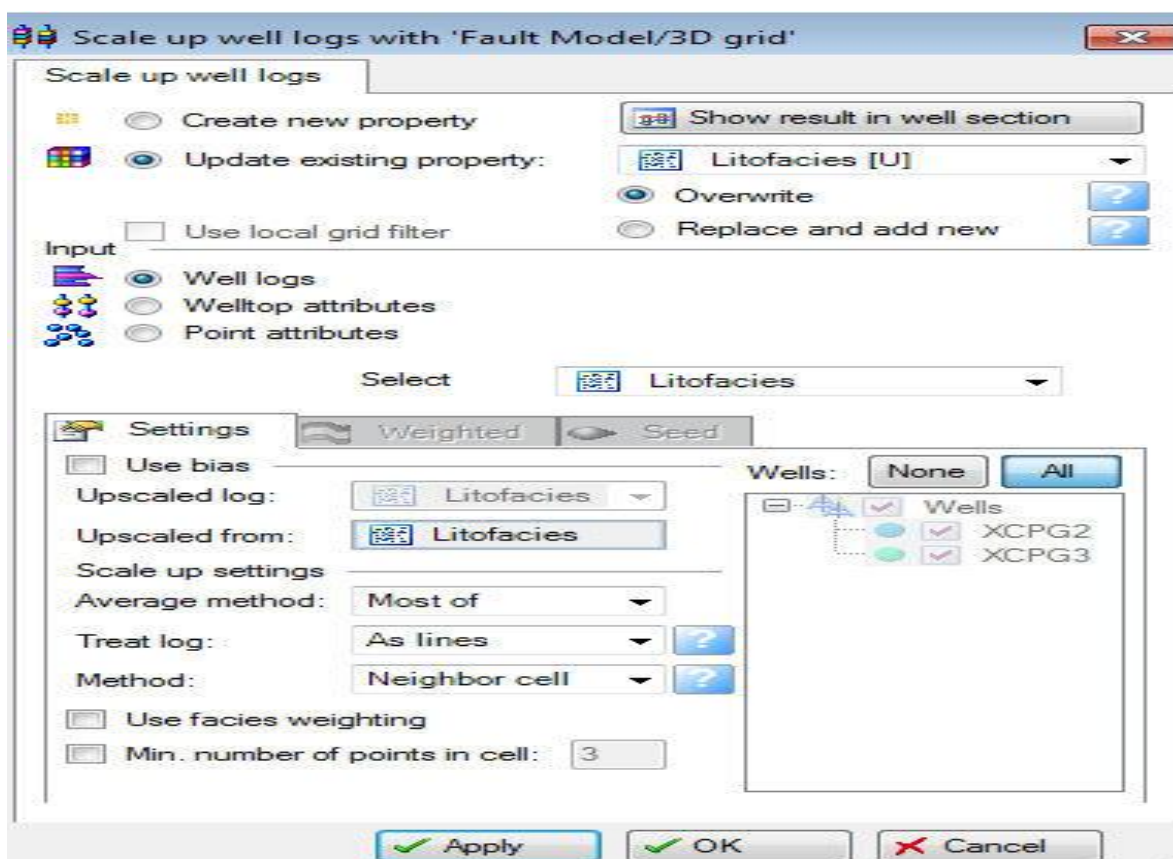 Scale up well logs with 'Fault Model/3D grid'
Scale up well logs
Create new property Show result in well section
Update existing property: Litofacies [U]
Overwrite ?
Use local grid filter Replace and add new ?
Input
Well logs
Welltop attributes
Point attributes
Select Litofacies
Settings Weighted Seed
Use bias Wells: None All
Upscaled log: Litofacies Wells
Upscaled from: Litofacies XCPG2
XCPG3
Scale up settings
Average method: Most of
Treat log: As lines ?
Method: Neighbor cell ?
Use facies weighting
Min. number of points in cell: 3
Apply OK Cancel